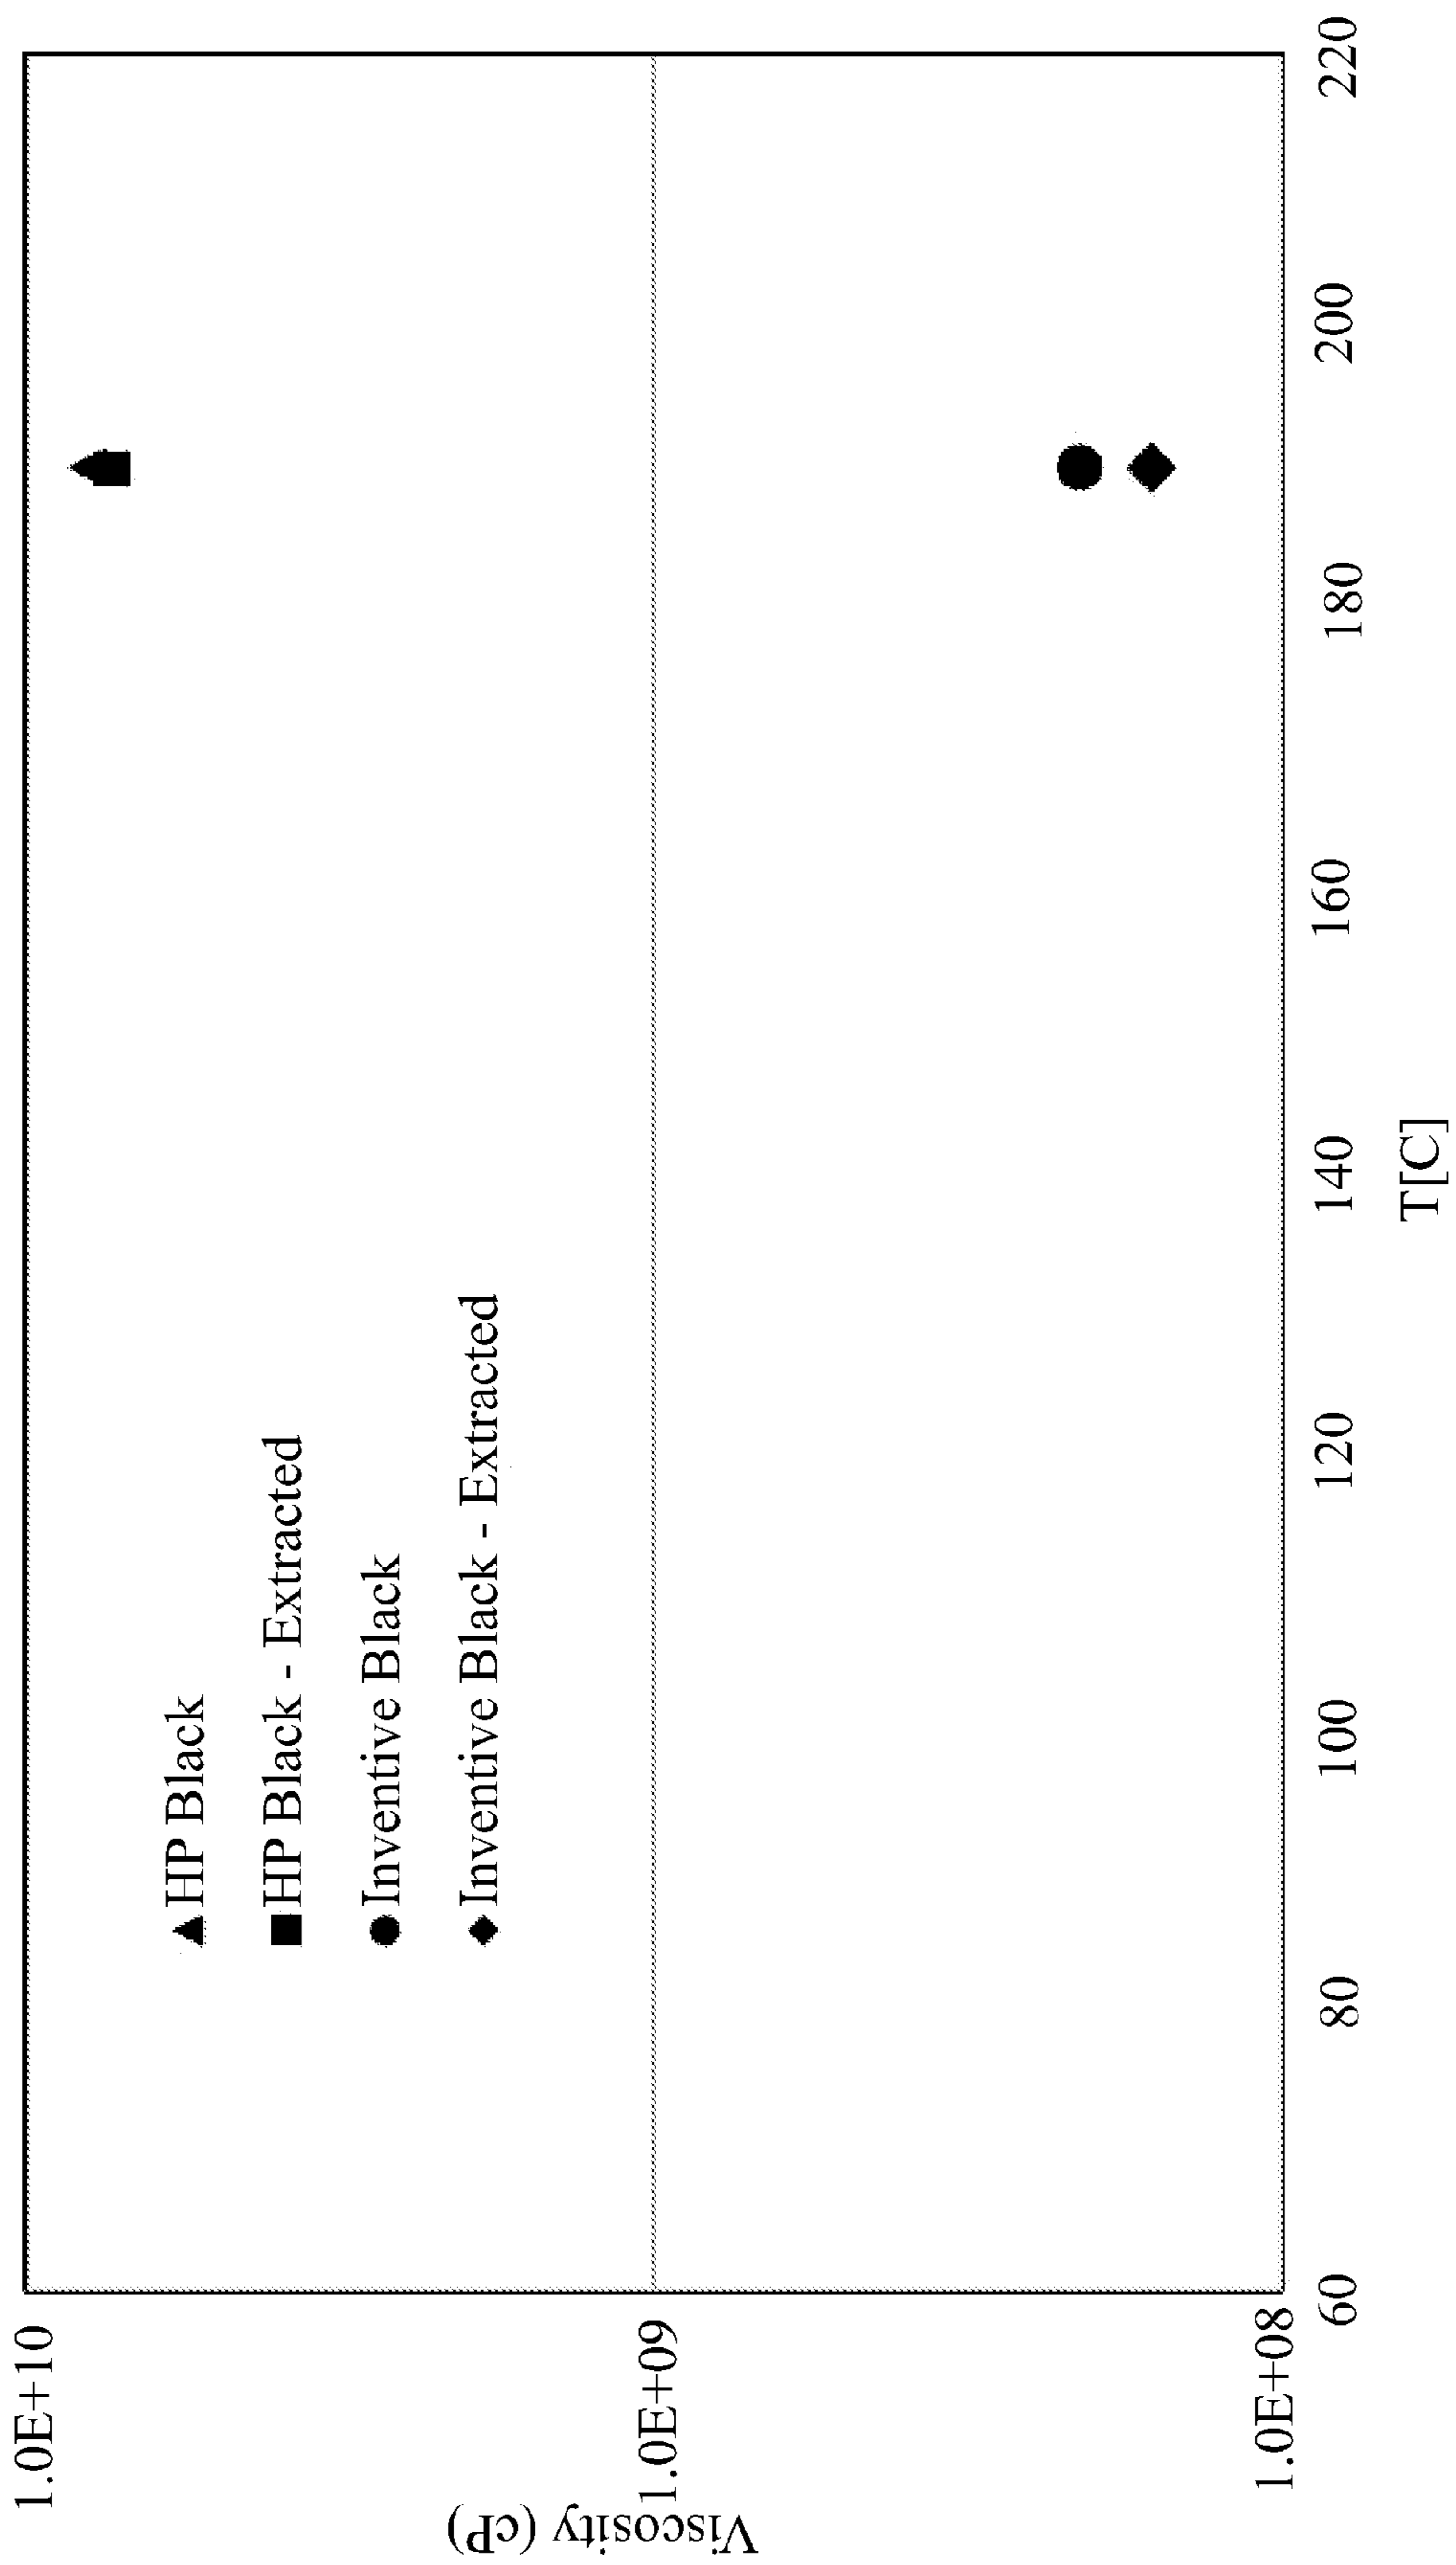 1.0E+10
1.0E+09
1.0E+08
Viscosity (cP)
HP Black
HP Black - Extracted
Inventive Black
Inventive Black - Extracted
60
80
100
120
140
160
180
200
220
T[C]